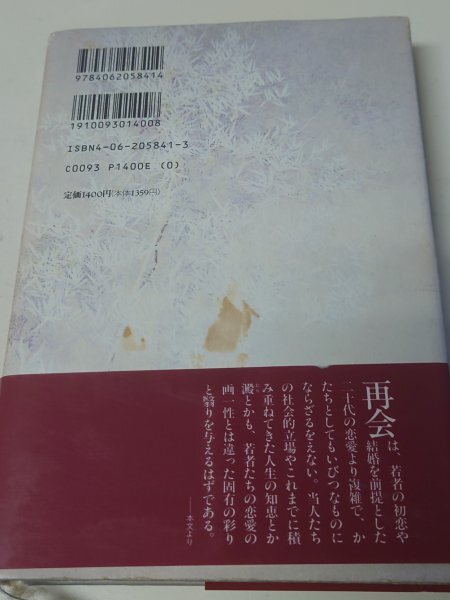 9784062058414
1910093014008
ISBN4-06-205841-3
C0093 P1400E (0)
定価1400円(本体1359円)
再会は、若者の初恋や
結婚を前提とした
二十代の恋愛より複雑で、か
たちとしてもいびつなものに
ならざるをえない。当人たち
の社会的立場やこれまでに積
み重ねてきた人生の知恵とか
澱とかも、若者たちの恋愛の
画一性とは違った固有の彩り
と翳りを与えるはずである。
──本文より